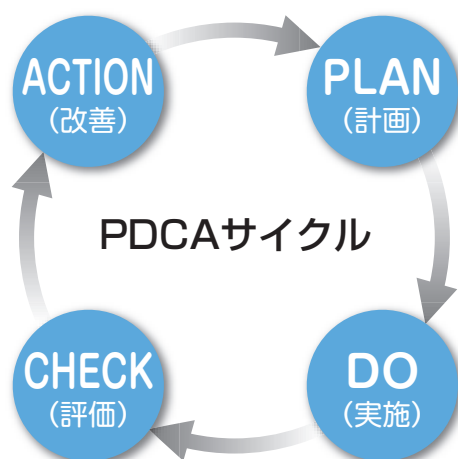 ACTION
(改善)
PLAN
(計画)
PDCAサイクル
CHECK
(評価)
DO
(実施)